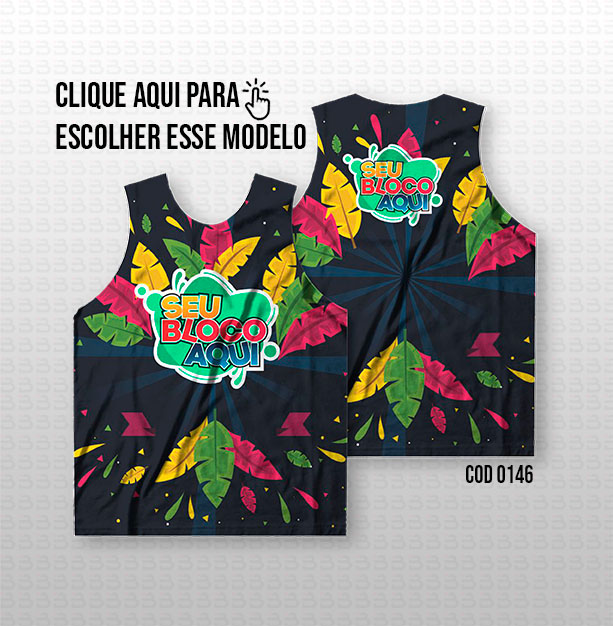 CLIQUE AQUI PARA
ESCOLHER ESSE MODELO
SEU
BLOCO
AQUI
SEU
BLOCO
AQUI
COD 0146